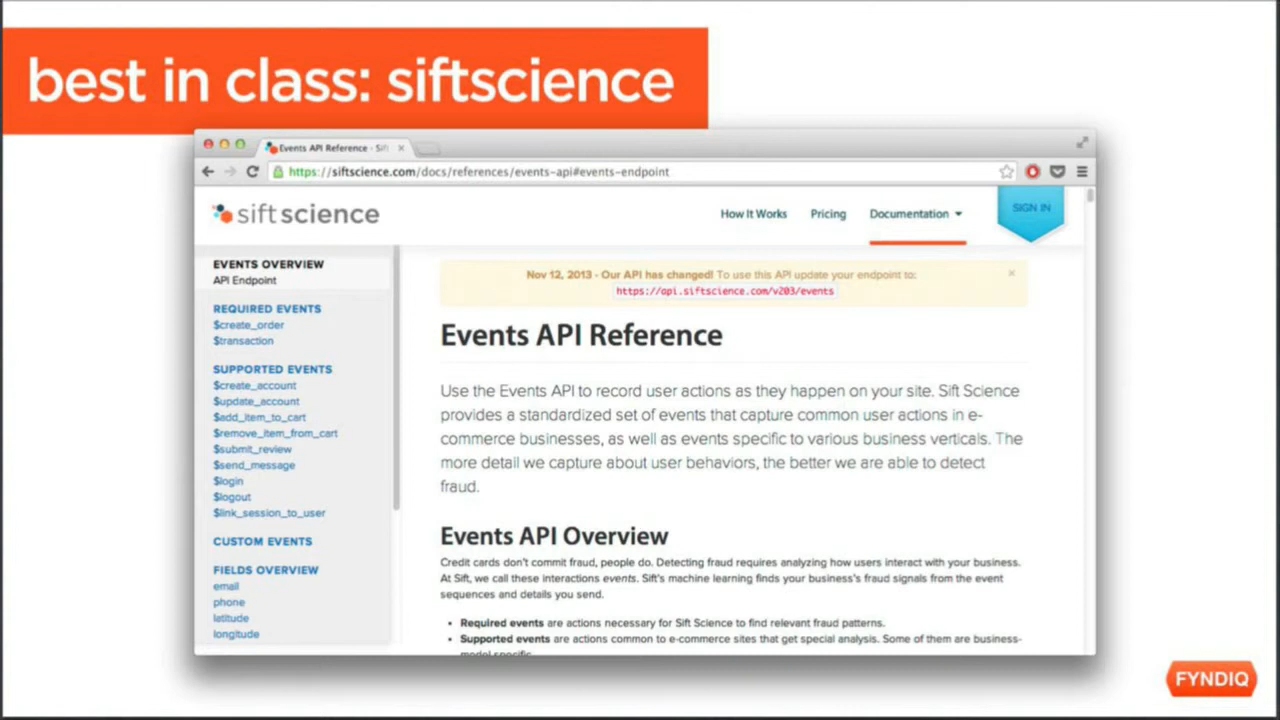 best in class: siftscience
Events API Reference - Sift
https://siftscience.com/docs/references/events-api#events-endpoint
sift science
How It Works
Pricing
Documentation
SIGN IN
EVENTS OVERVIEW
API Endpoint
REQUIRED EVENTS
$create_order
$transaction
SUPPORTED EVENTS
$create_account
$update_account
$add_item_to_cart
$remove_item_from_cart
$submit_review
$send_message
$login
$logout
$link_session_to_user
CUSTOM EVENTS
FIELDS OVERVIEW
email
phone
latitude
longitude
Nov 12, 2013 - Our API has changed! To use this API update your endpoint to:
https://api.siftscience.com/v203/events
Events API Reference
Use the Events API to record user actions as they happen on your site. Sift Science
provides a standardized set of events that capture common user actions in e-
commerce businesses, as well as events specific to various business verticals. The
more detail we capture about user behaviors, the better we are able to detect
fraud.
Events API Overview
Credit cards don't commit fraud, people do. Detecting fraud requires analyzing how users interact with your business.
At Sift, we call these interactions events. Sift's machine learning finds your business's fraud signals from the event
sequences and details you send.
• Required events are actions necessary for Sift Science to find relevant fraud patterns.
• Supported events are actions common to e-commerce sites that get special analysis. Some of them are business-
model specific.
FYNDIQ